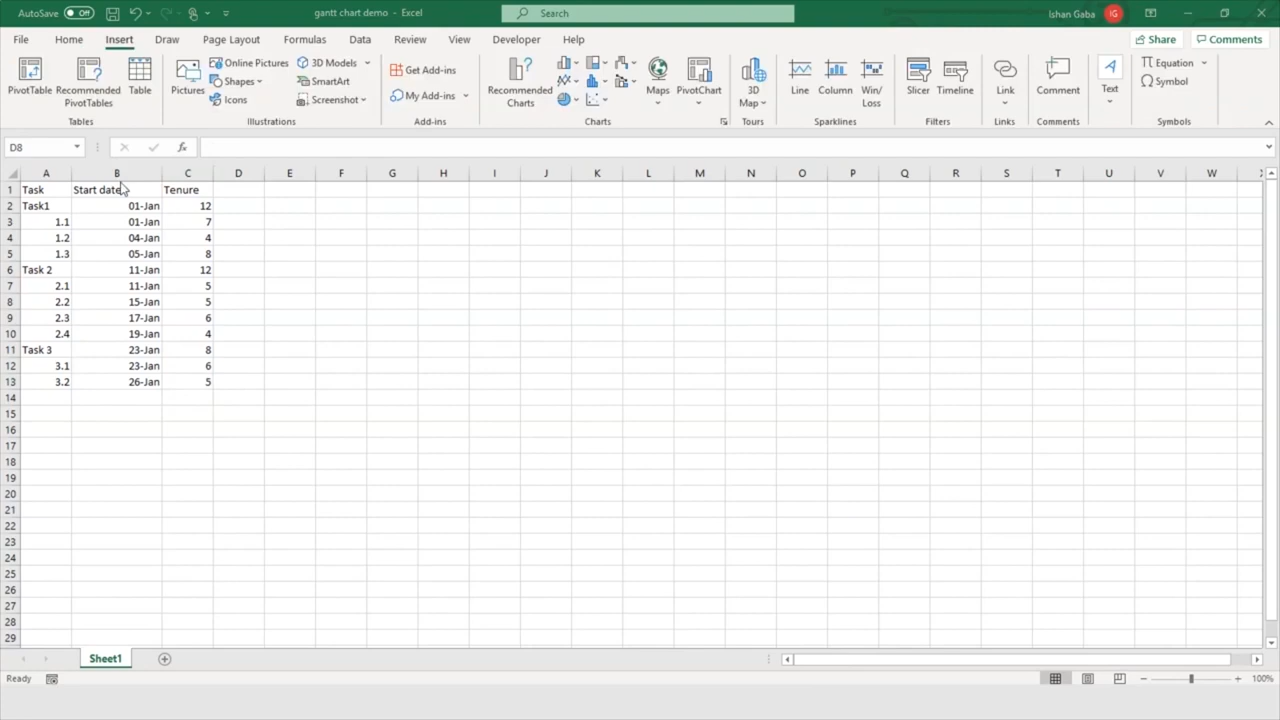 AutoSave Off gantt chart demo - Excel Search Ishan Gaba IG
File Home Insert Draw Page Layout Formulas Data Review View Developer Help Share Comments
PivotTable Recommended PivotTables Table Pictures Online Pictures Shapes Icons 3D Models SmartArt Screenshot Get Add-ins My Add-ins Recommended Charts Maps PivotChart 3D Map Line Column Win/Loss Slicer Timeline Link Comment Text Equation Symbol
Tables Illustrations Add-ins Charts Tours Sparklines Filters Links Comments Symbols
D8 fx
A B C D E F G H I J K L M N O P Q R S T U V W
1 Task Start date Tenure
2 Task1 01-Jan 12
3 1.1 01-Jan 7
4 1.2 04-Jan 4
5 1.3 05-Jan 8
6 Task 2 11-Jan 12
7 2.1 11-Jan 5
8 2.2 15-Jan 5
9 2.3 17-Jan 6
10 2.4 19-Jan 4
11 Task 3 23-Jan 8
12 3.1 23-Jan 6
13 3.2 26-Jan 5
14
15
16
17
18
19
20
21
22
23
24
25
26
27
28
29
Sheet1
Ready 100%